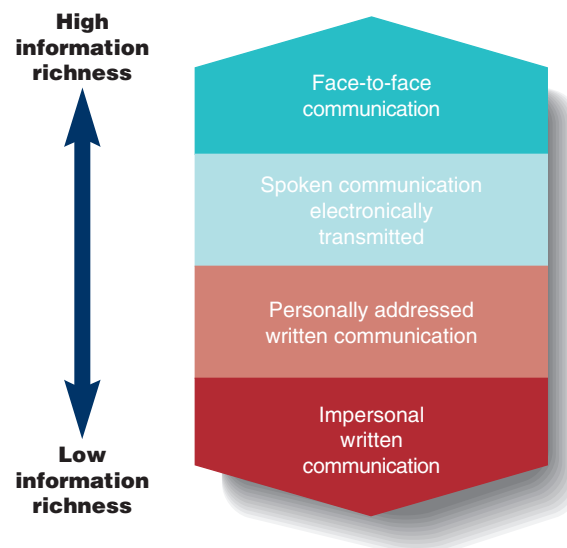 High
information
richness
Face-to-face
communication
Spoken communication
electronically
transmitted
Personally addressed
written communication
Impersonal
written
communication
Low
information
richness